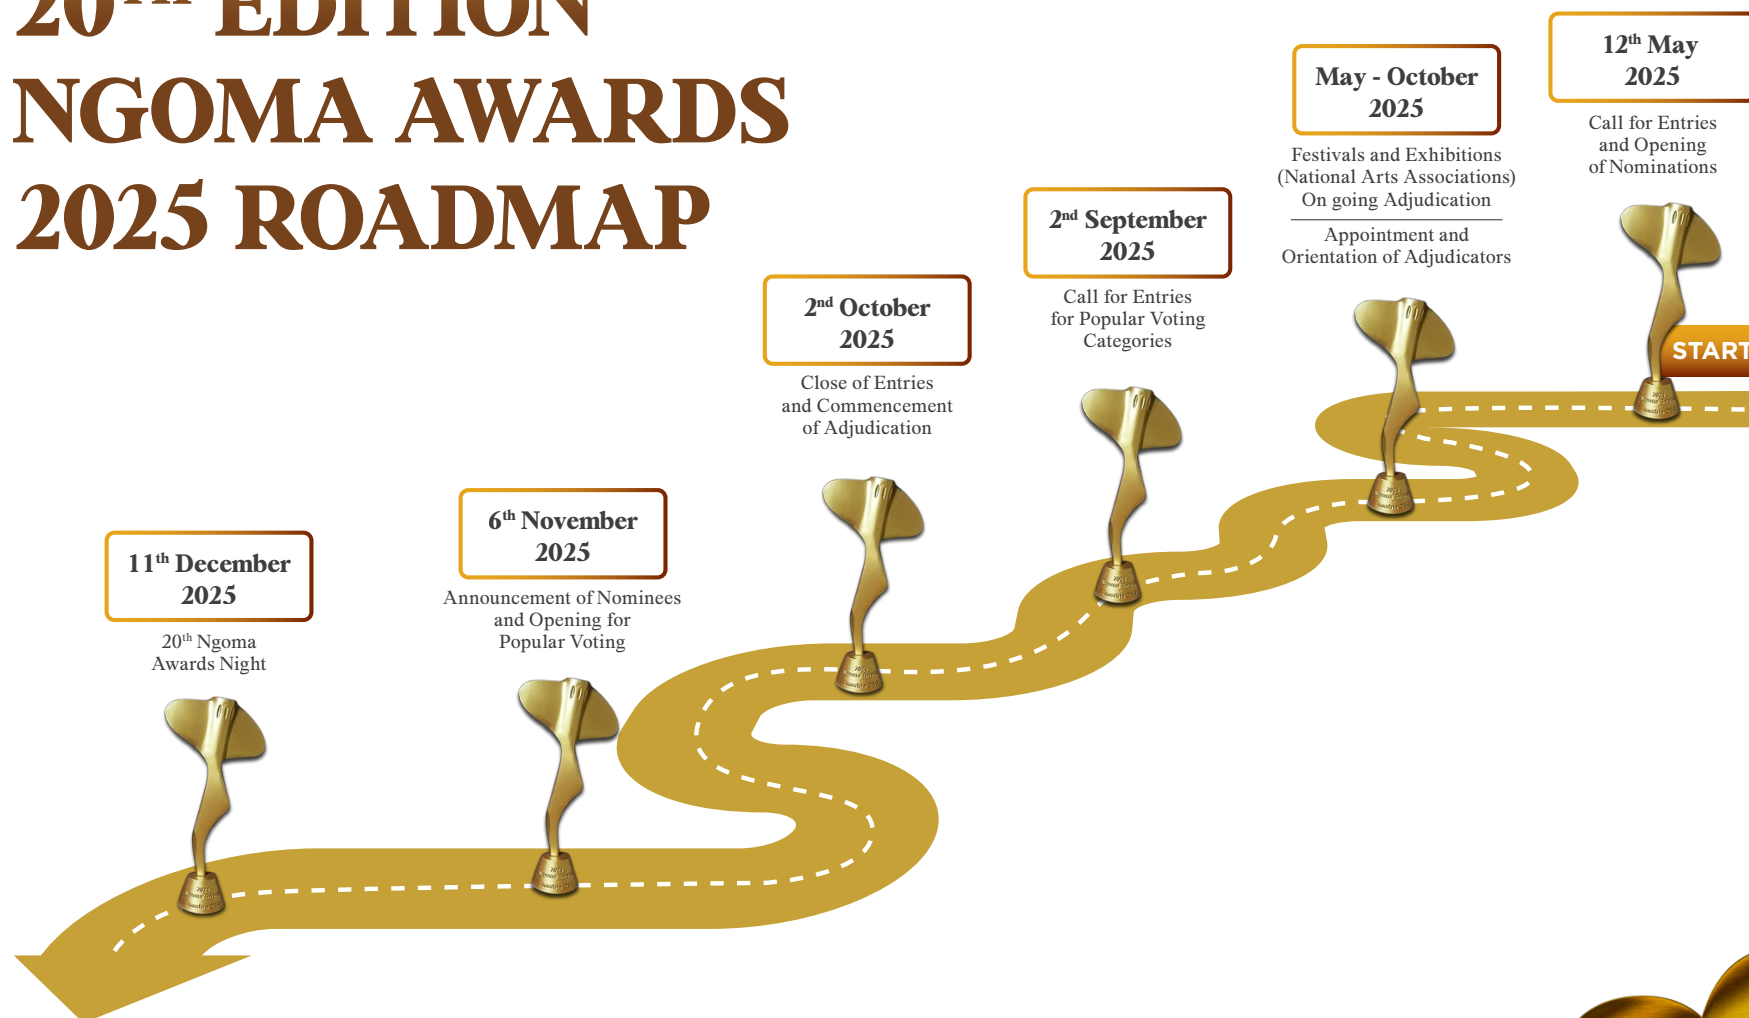 20TH EDITION
NGOMA AWARDS
2025 ROADMAP
12th May
2025
Call for Entries
and Opening
of Nominations
START
May - October
2025
Festivals and Exhibitions
(National Arts Associations)
On going Adjudication
Appointment and
Orientation of Adjudicators
2nd September
2025
Call for Entries
for Popular Voting
Categories
2nd October
2025
Close of Entries
and Commencement
of Adjudication
6th November
2025
Announcement of Nominees
and Opening for
Popular Voting
11th December
2025
20th Ngoma
Awards Night